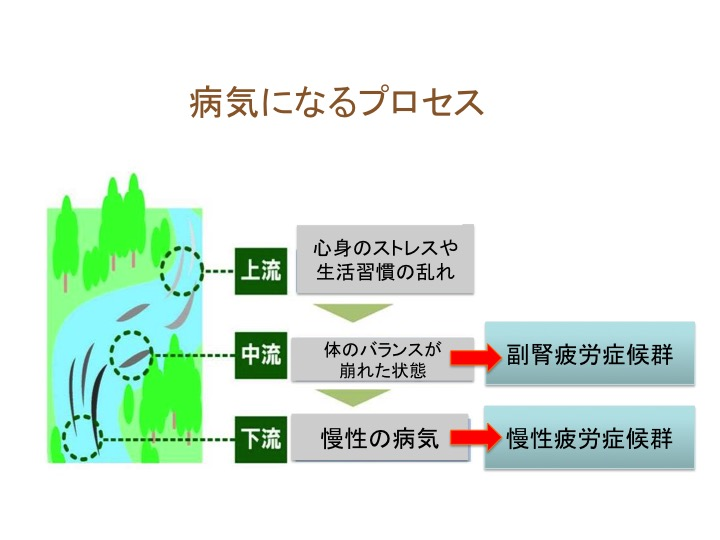 病気になるプロセス
上流
心身のストレスや
生活習慣の乱れ
中流
体のバランスが
崩れた状態
副腎疲労症候群
下流
慢性の病気
慢性疲労症候群